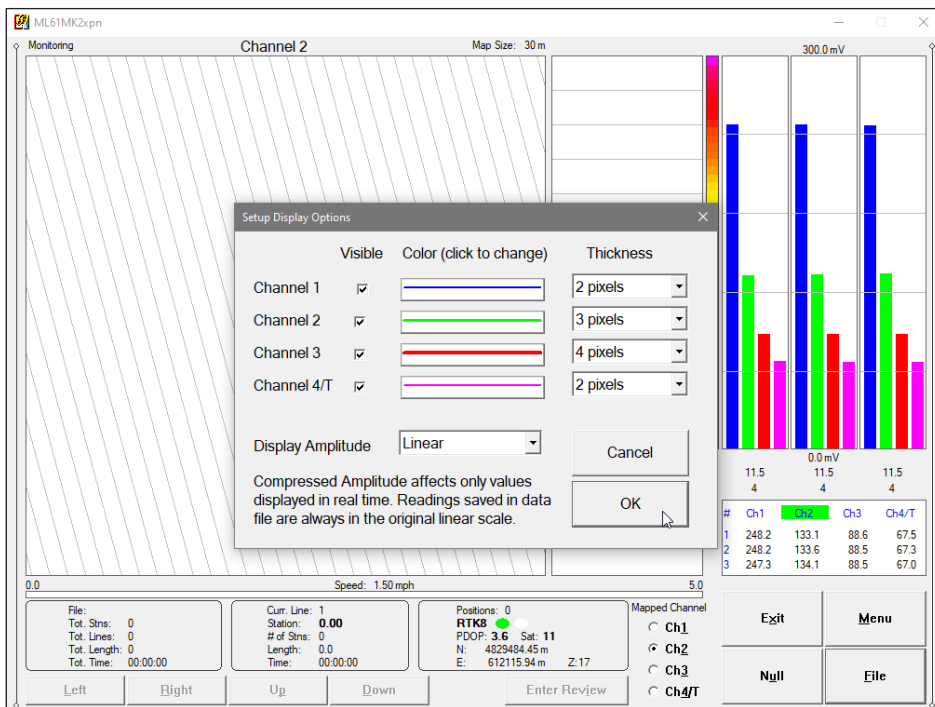 ML61MK2xpn
Monitoring Channel 2 Map Size: 30 m
300.0 mV
Setup Display Options
Visible Color (click to change) Thickness
Channel 1 2 pixels
Channel 2 3 pixels
Channel 3 4 pixels
Channel 4/T 2 pixels
Display Amplitude Linear
Cancel
Compressed Amplitude affects only values
displayed in real time. Readings saved in data
file are always in the original linear scale.
OK
0.0 mV
11.5 11.5 11.5
4 4 4
# Ch1 Ch2 Ch3 Ch4/T
1 248.2 133.1 88.6 67.5
2 248.2 133.6 88.5 67.3
3 247.3 134.1 88.5 67.0
0.0 Speed: 1.50 mph 5.0
File:
Tot. Stns: 0
Tot. Lines: 0
Tot. Length: 0
Tot. Time: 00:00:00
Curr. Line: 1
Station: 0.00
# of Stns: 0
Length: 0.0
Time: 00:00:00
Positions: 0
RTK8
PDOP: 3.6 Sat: 11
N: 4829484.45 m
E: 612115.94 m Z:17
Mapped Channel
Ch1
Ch2
Ch3
Ch4/T
Exit Menu
Null File
Left Right Up Down Enter Review